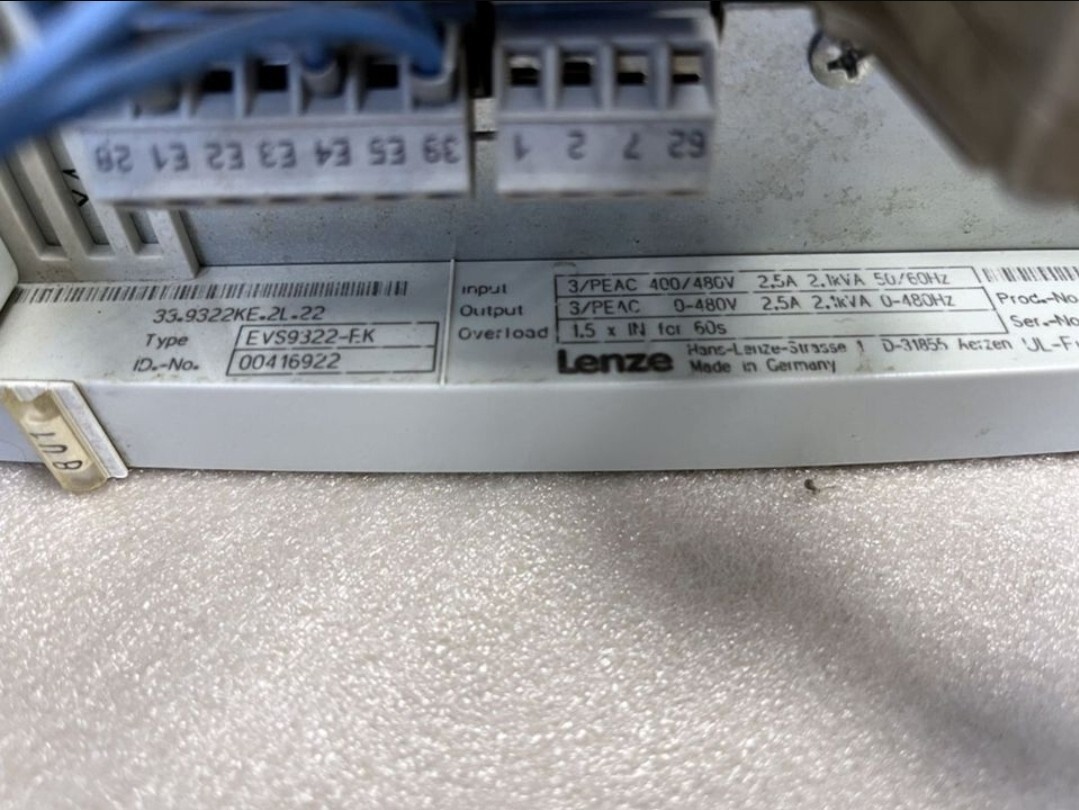 28 E1 E2 E3 E4 E5 39
1 2 7 62
33.9322KE.2L.22
Type EVS9322-EK
ID.-No. 00416922
Input 3/PEAC 400/480V 2.5A 2.1kVA 50/60Hz
Output 3/PEAC 0-480V 2.5A 2.1kVA 0-480Hz
Overload 1.5 x IN for 60s
Lenze
Hans-Lenze-Strasse 1 D-31855 Aerzen
Made in Germany
Prod.-No.
Ser.-No.